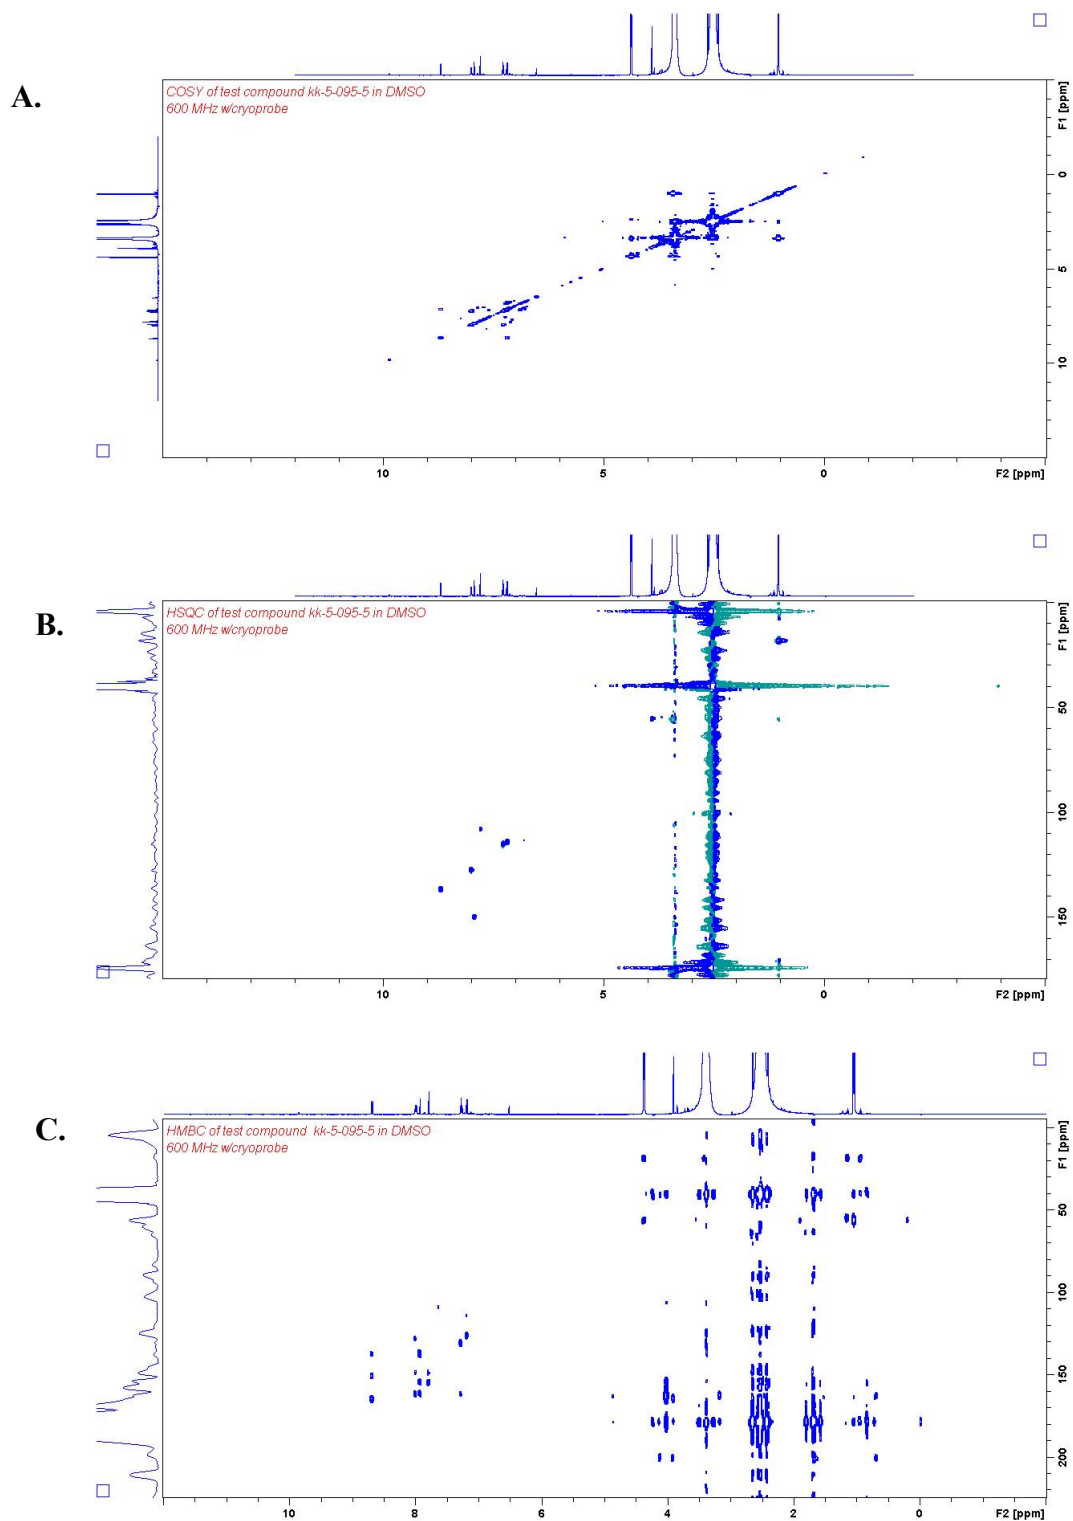 A.
COSY of test compound kk-5-095-5 in DMSO
600 MHz w/cryoprobe
F1 [ppm]
0
5
10
10
5
0
F2 [ppm]
B.
HSQC of test compound kk-5-095-5 in DMSO
600 MHz w/cryoprobe
F1 [ppm]
50
100
150
10
5
0
F2 [ppm]
C.
HMBC of test compound kk-5-095-5 in DMSO
600 MHz w/cryoprobe
F1 [ppm]
50
100
150
200
10
8
6
4
2
0
F2 [ppm]